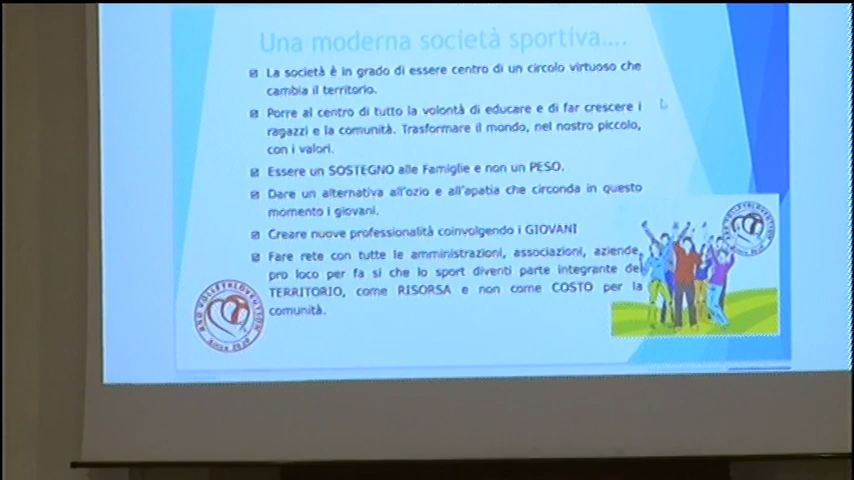 Una moderna società sportiva....
La società è in grado di essere centro di un circolo virtuoso che
cambia il territorio.
Porre al centro di tutto la volontà di educare e di far crescere i
ragazzi e la comunità. Trasformare il mondo, nel nostro piccolo,
con i valori.
Essere un SOSTEGNO alle Famiglie e non un PESO.
Dare un alternativa all'ozio e all'apatia che circonda in questo
momento i giovani.
Creare nuove professionalità coinvolgendo i GIOVANI
Fare rete con tutte le amministrazioni, associazioni, aziende,
pro loco per fa si che lo sport diventi parte integrante del
TERRITORIO, come RISORSA e non come COSTO per la
comunità.